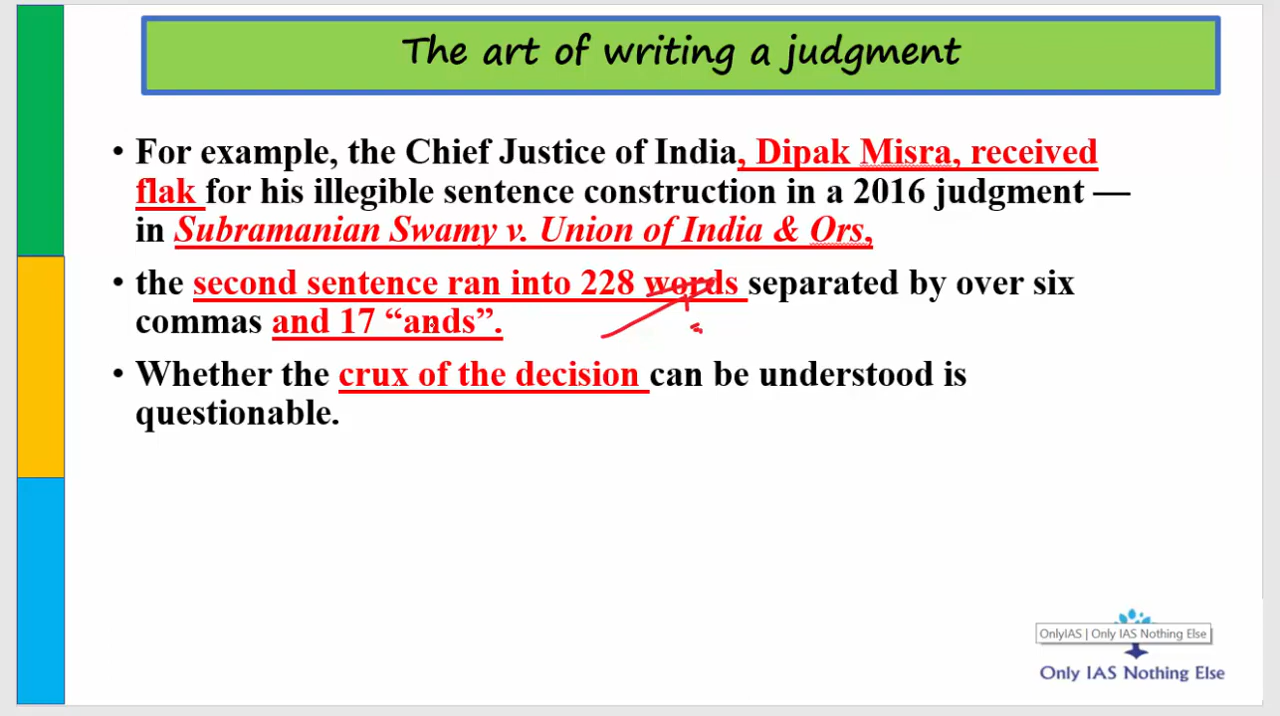 The art of writing a judgment
• For example, the Chief Justice of India, Dipak Misra, received
flak for his illegible sentence construction in a 2016 judgment —
in Subramanian Swamy v. Union of India & Ors,
• the second sentence ran into 228 words separated by over six
commas and 17 “ands”.
• Whether the crux of the decision can be understood is
questionable.
OnlyIAS | Only IAS Nothing Else
Only IAS Nothing Else